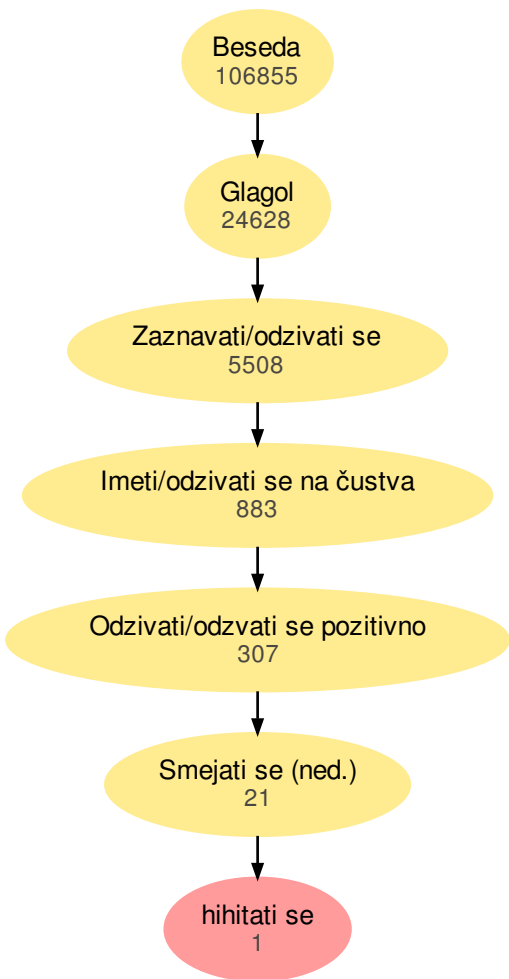 Beseda
106855
Glagol
24628
Zaznavati/odzivati se
5508
Imeti/odzivati se na čustva
883
Odzivati/odzvati se pozitivno
307
Smejati se (ned.)
21
hihitati se
1